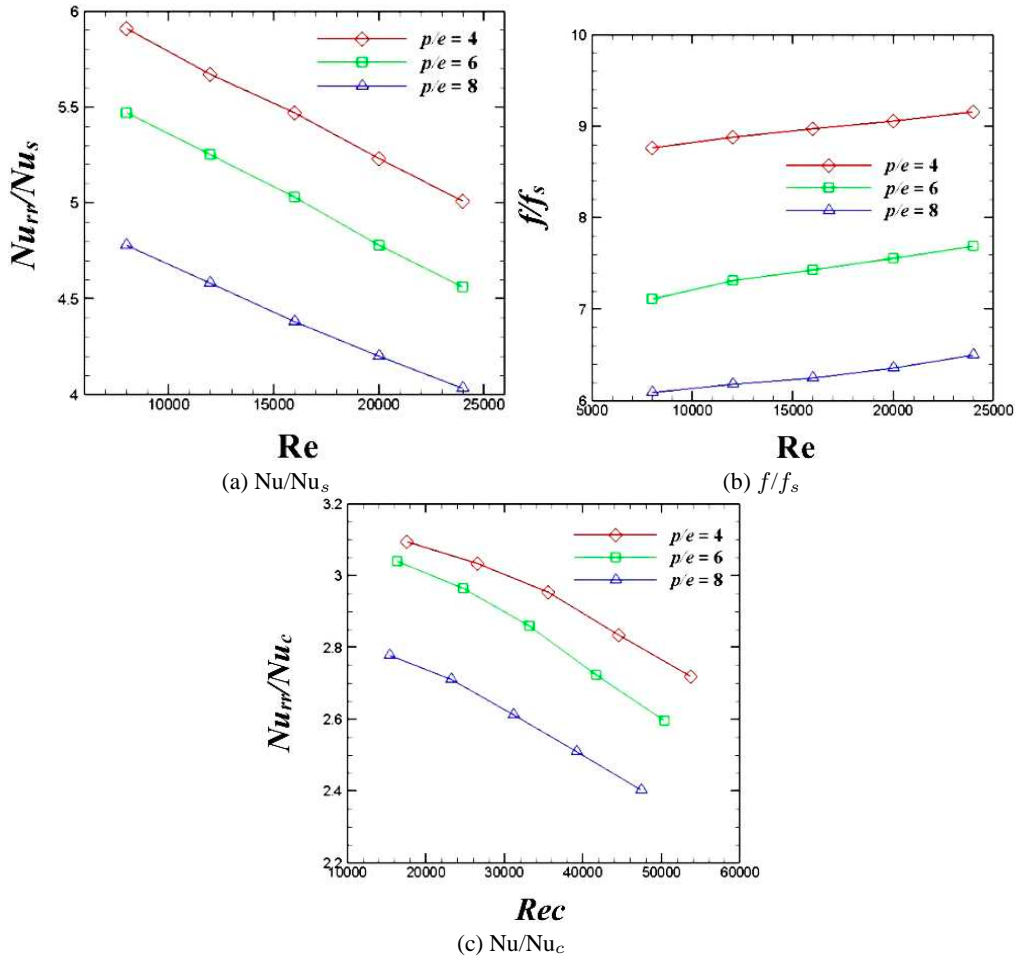 6
5.5
5
4.5
4
Nu_rr/Nu_s
p/e = 4
p/e = 6
p/e = 8
10000 15000 20000 25000
Re
(a) Nu/Nu_s
10
9
8
7
6
f/f_s
p/e = 4
p/e = 6
p/e = 8
5000 10000 15000 20000 25000
Re
(b) f/f_s
3.2
3
2.8
2.6
2.4
2.2
Nu_rr/Nu_c
p/e = 4
p/e = 6
p/e = 8
10000 20000 30000 40000 50000 60000
Rec
(c) Nu/Nu_c